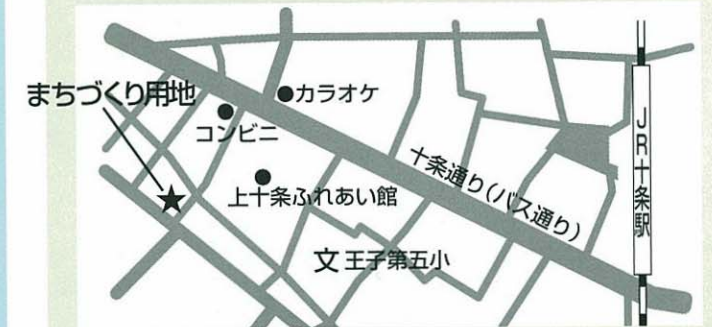 まちづくり用地
カラオケ
コンビニ
上十条ふれあい館
十条通り(バス通り)
文 王子第五小
JR十条駅